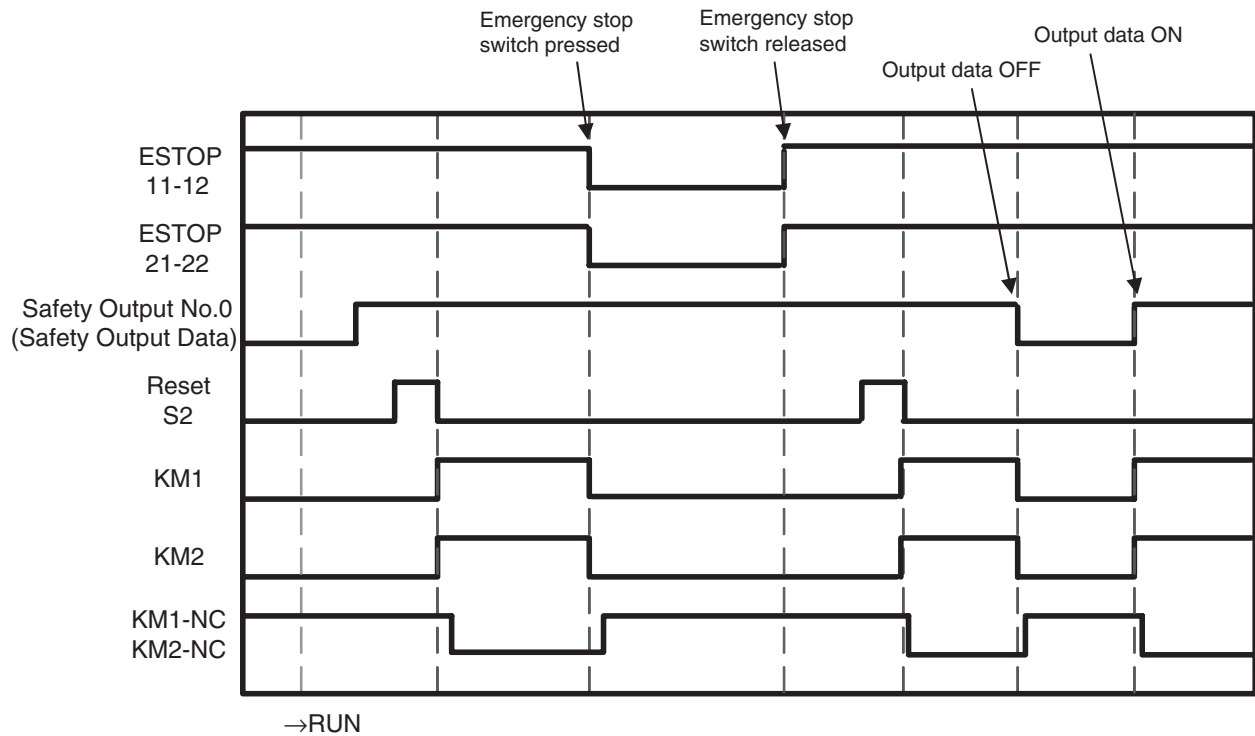 Emergency stop
switch pressed
Emergency stop
switch released
Output data OFF
Output data ON
ESTOP
11-12
ESTOP
21-22
Safety Output No.0
(Safety Output Data)
Reset
S2
KM1
KM2
KM1-NC
KM2-NC
→RUN